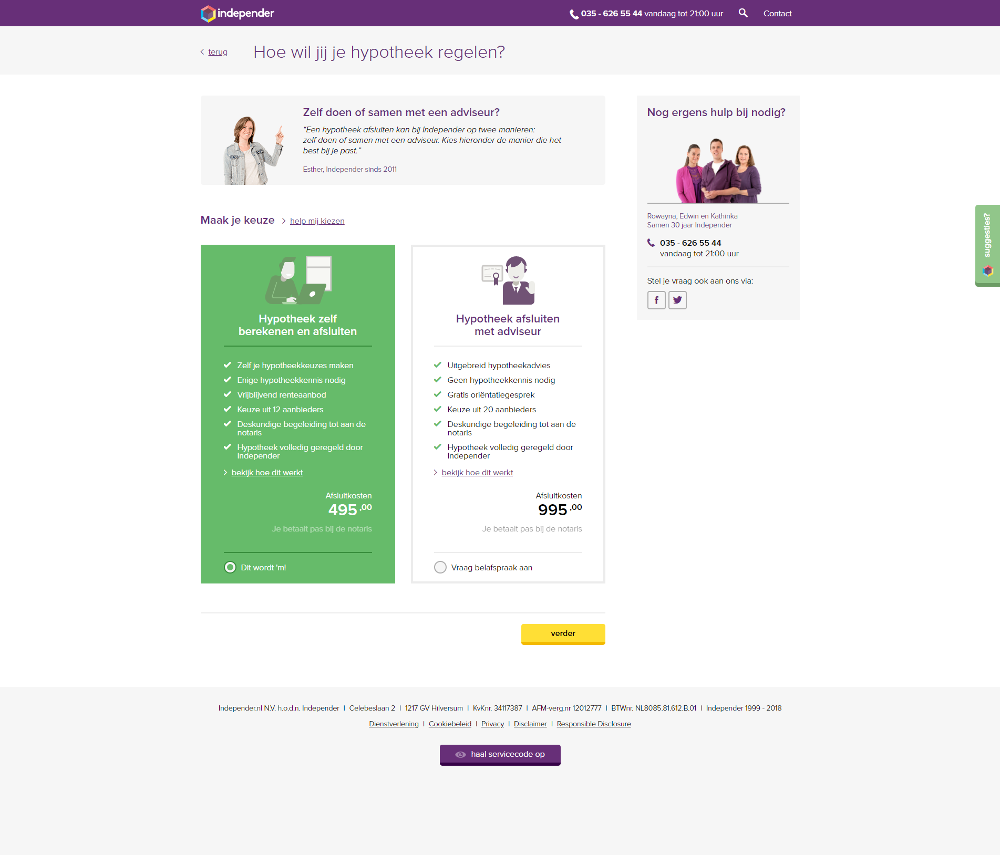 independer
035 - 626 55 44 vandaag tot 21:00 uur
Contact
terug
Hoe wil jij je hypotheek regelen?
Zelf doen of samen met een adviseur?
“Een hypotheek afsluiten kan bij Independer op twee manieren:
zelf doen of samen met een adviseur. Kies hieronder de manier die het
best bij je past.”
Esther, Independer sinds 2011
Nog ergens hulp bij nodig?
Rowayna, Edwin en Kathinka
Samen 30 jaar Independer
035 - 626 55 44
vandaag tot 21:00 uur
Stel je vraag ook aan ons via:
suggesties?
Maak je keuze
help mij kiezen
Hypotheek zelf
berekenen en afsluiten
Zelf je hypotheekkeuzes maken
Enige hypotheekkennis nodig
Vrijblijvend renteaanbod
Keuze uit 12 aanbieders
Deskundige begeleiding tot aan de
notaris
Hypotheek volledig geregeld door
Independer
bekijk hoe dit werkt
Afsluitkosten
495,00
Je betaalt pas bij de notaris
Dit wordt 'm!
Hypotheek afsluiten
met adviseur
Uitgebreid hypotheekadvies
Geen hypotheekkennis nodig
Gratis oriëntatiegesprek
Keuze uit 20 aanbieders
Deskundige begeleiding tot aan de
notaris
Hypotheek volledig geregeld door
Independer
bekijk hoe dit werkt
Afsluitkosten
995,00
Je betaalt pas bij de notaris
Vraag belafspraak aan
verder
Independer.nl N.V. h.o.d.n. Independer | Celebeslaan 2 | 1217 GV Hilversum | KvKnr. 34117387 | AFM-verg.nr 12012777 | BTWnr. NL8085.81.612.B.01 | Independer 1999 - 2018
Dienstverlening | Cookiebeleid | Privacy | Disclaimer | Responsible Disclosure
haal servicecode op